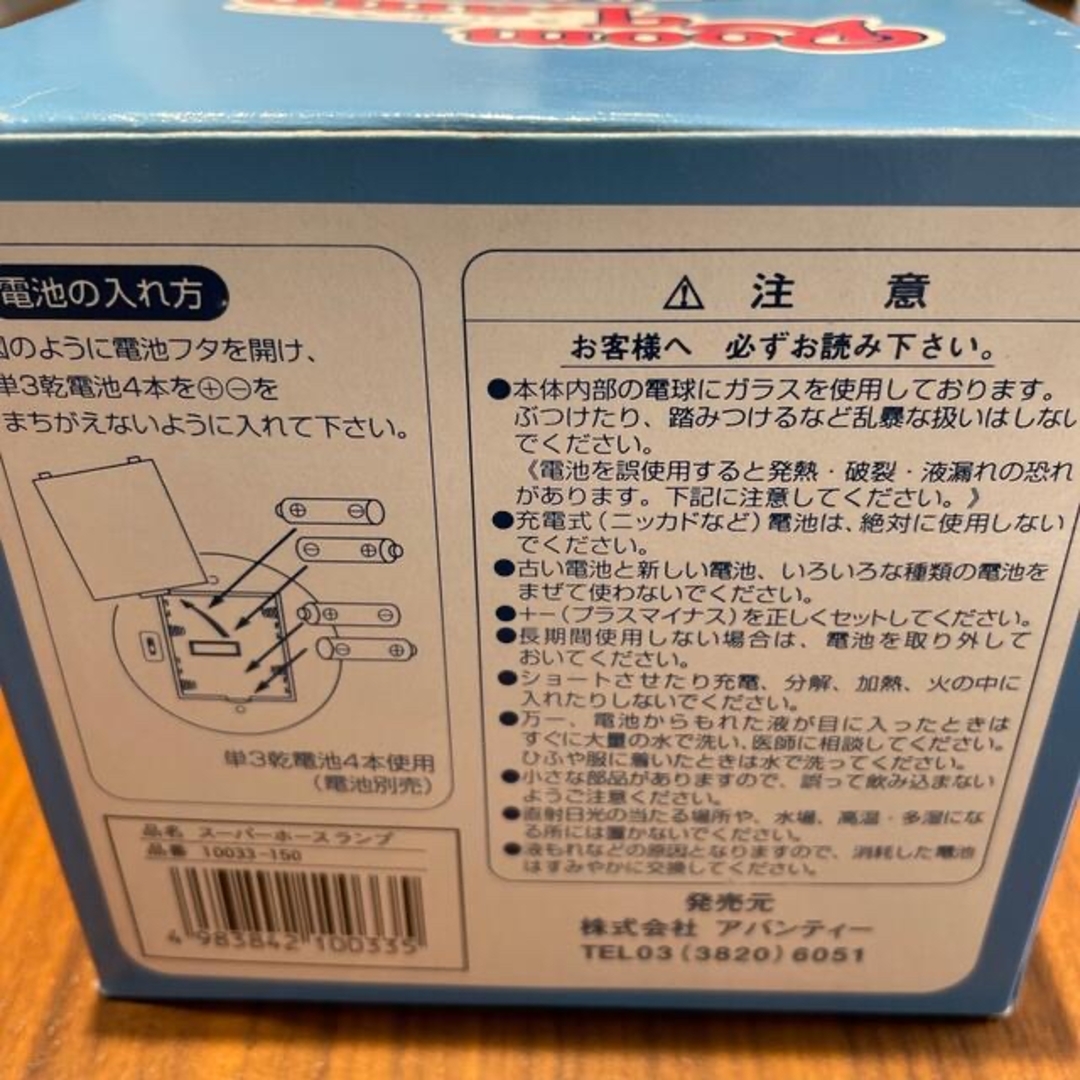 Room Lamp
電池の入れ方
図のように電池フタを開け、
単3乾電池4本を⊕⊖を
まちがえないように入れて下さい。
⊕ ⊖
⊖ ⊕
⊕ ⊖
⊖ ⊕
単3乾電池4本使用
(電池別売)
品名 スーパーホースランプ
品番 10033-150
4 983842 100335
⚠ 注 意
お客様へ 必ずお読み下さい。
●本体内部の電球にガラスを使用しております。
ぶつけたり、踏みつけるなど乱暴な扱いはしない
でください。
《電池を誤使用すると発熱・破裂・液漏れの恐れ
があります。下記に注意してください。》
●充電式(ニッカドなど)電池は、絶対に使用しない
でください。
●古い電池と新しい電池、いろいろな種類の電池を
まぜて使わないでください。
●+−(プラスマイナス)を正しくセットしてください。
●長期間使用しない場合は、電池を取り外して
おいてください。
●ショートさせたり充電、分解、加熱、火の中に
入れたりしないでください。
●万一、電池からもれた液が目に入ったときは
すぐに大量の水で洗い、医師に相談してください。
ひふや服に着いたときは水で洗ってください。
●小さな部品がありますので、誤って飲み込まない
ようご注意ください。
●直射日光の当たる場所や、水場、高温・多湿にな
る所には置かないでください。
●液もれなどの原因となりますので、消耗した電池
はすみやかに交換してください。
発売元
株式会社 アバンティー
TEL03(3820)6051